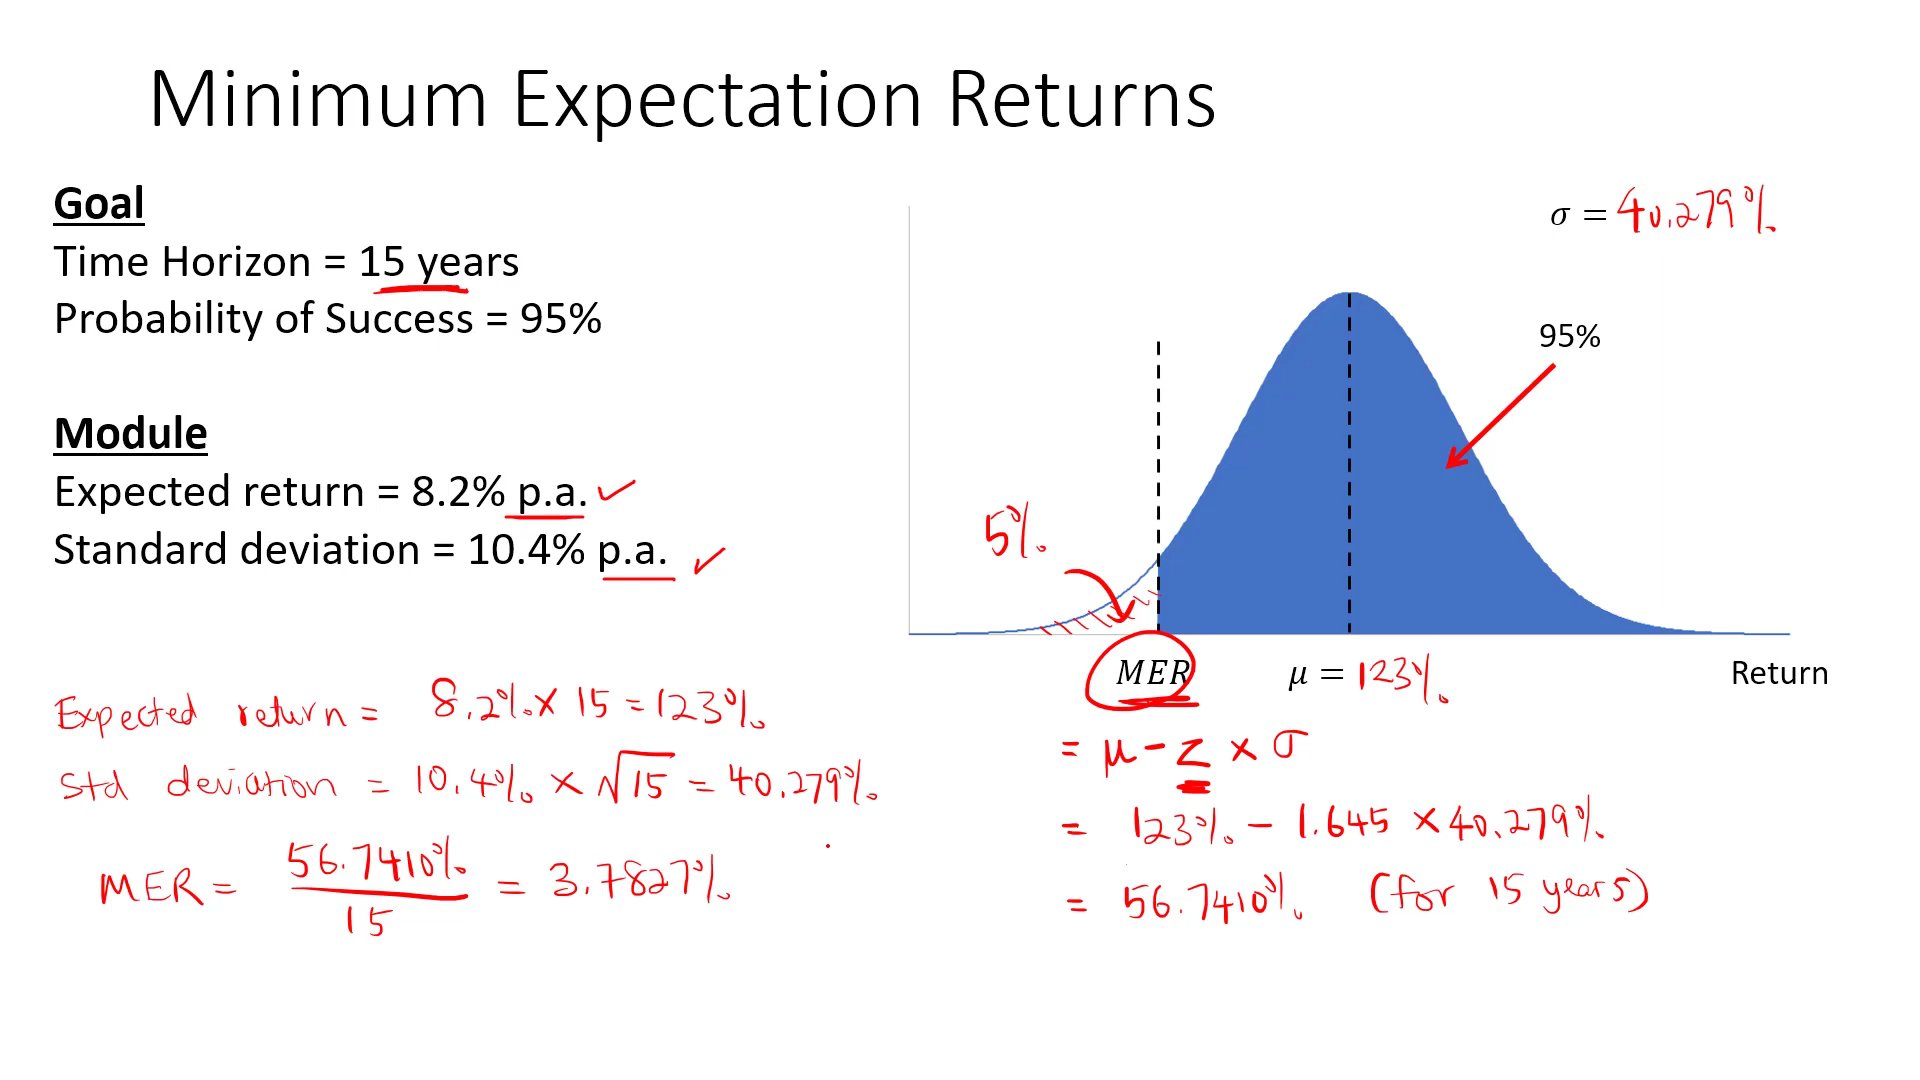 Minimum Expectation Returns
Goal
Time Horizon = 15 years
Probability of Success = 95%
Module
Expected return = 8.2% p.a. ✓
Standard deviation = 10.4% p.a. ✓
Expected return = 8.2% × 15 = 123%
Std deviation = 10.4% × √15 = 40.279%
MER = 56.7410% / 15 = 3.7827%
σ = 40.279%
95%
5%
MER
μ = 123%
Return
= μ - z × σ
= 123% - 1.645 × 40.279%
= 56.7410% (for 15 years)